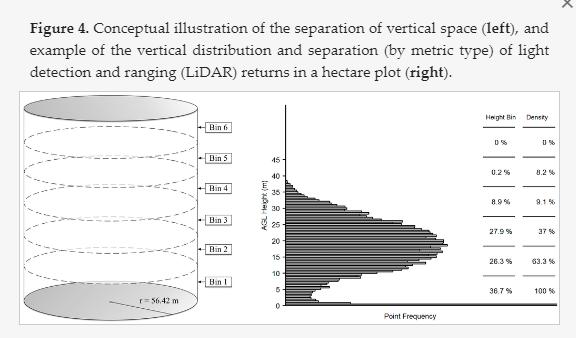 Figure 4. Conceptual illustration of the separation of vertical space (left), and
example of the vertical distribution and separation (by metric type) of light
detection and ranging (LiDAR) returns in a hectare plot (right).
Bin 6
Bin 5
Bin 4
Bin 3
Bin 2
Bin 1
r = 56.42 m
AGL Height (m)
45
40
35
30
25
20
15
10
5
0
Point Frequency
Height Bin Density
0 % 0 %
0.2 % 8.2 %
8.9 % 9.1 %
27.9 % 37 %
26.3 % 63.3 %
36.7 % 100 %